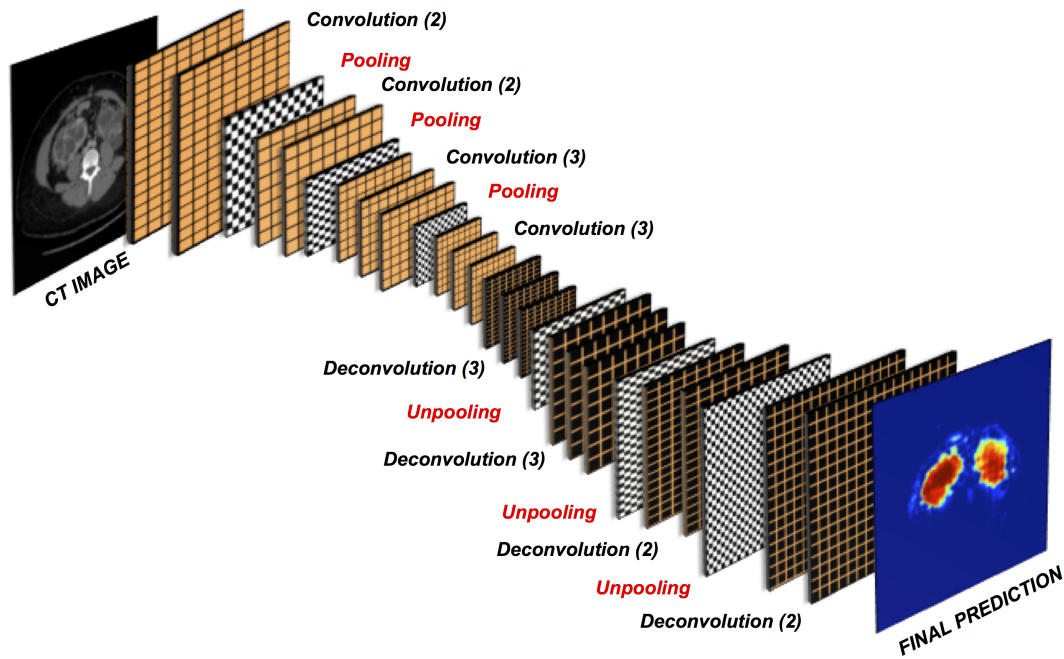 Convolution (2)
Pooling
Convolution (2)
Pooling
Convolution (3)
Pooling
Convolution (3)
CT IMAGE
Deconvolution (3)
Unpooling
Deconvolution (3)
Unpooling
Deconvolution (2)
Unpooling
Deconvolution (2)
FINAL PREDICTION